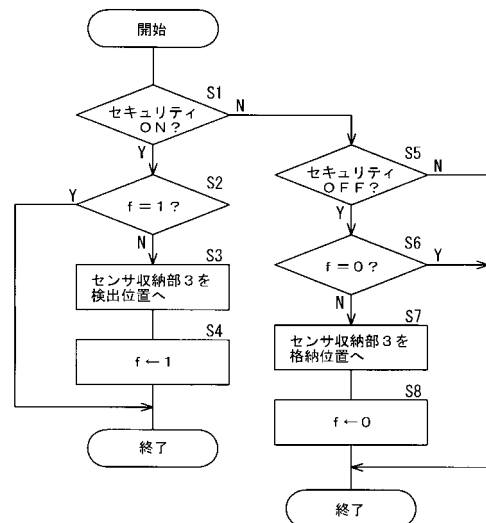 開始
S1
セキュリティ
ON?
N
Y
S2
Y
f=1?
N
S3
センサ収納部3を
検出位置へ
S4
f←1
終了
S5
セキュリティ
OFF?
N
Y
S6
f=0?
Y
N
S7
センサ収納部3を
格納位置へ
S8
f←0
終了